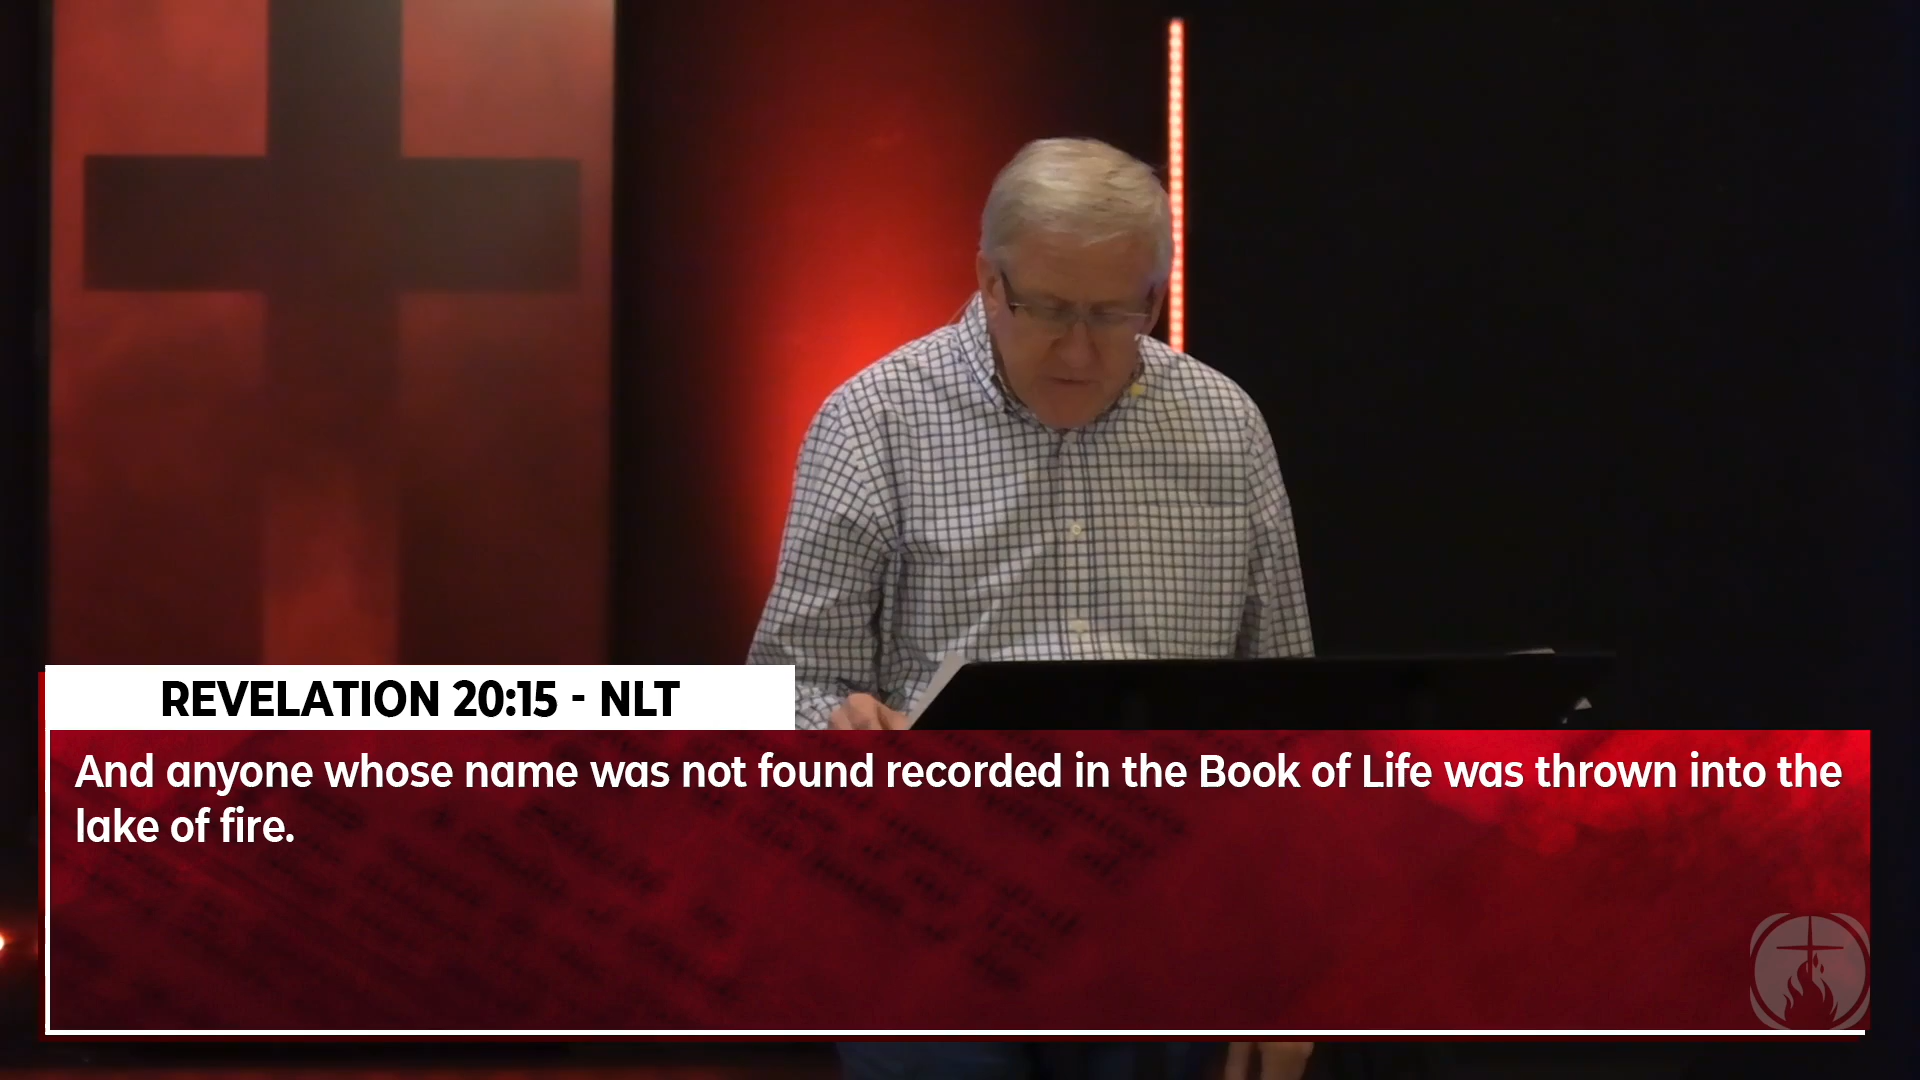 REVELATION 20:15 - NLT
And anyone whose name was not found recorded in the Book of Life was thrown into the
lake of fire.